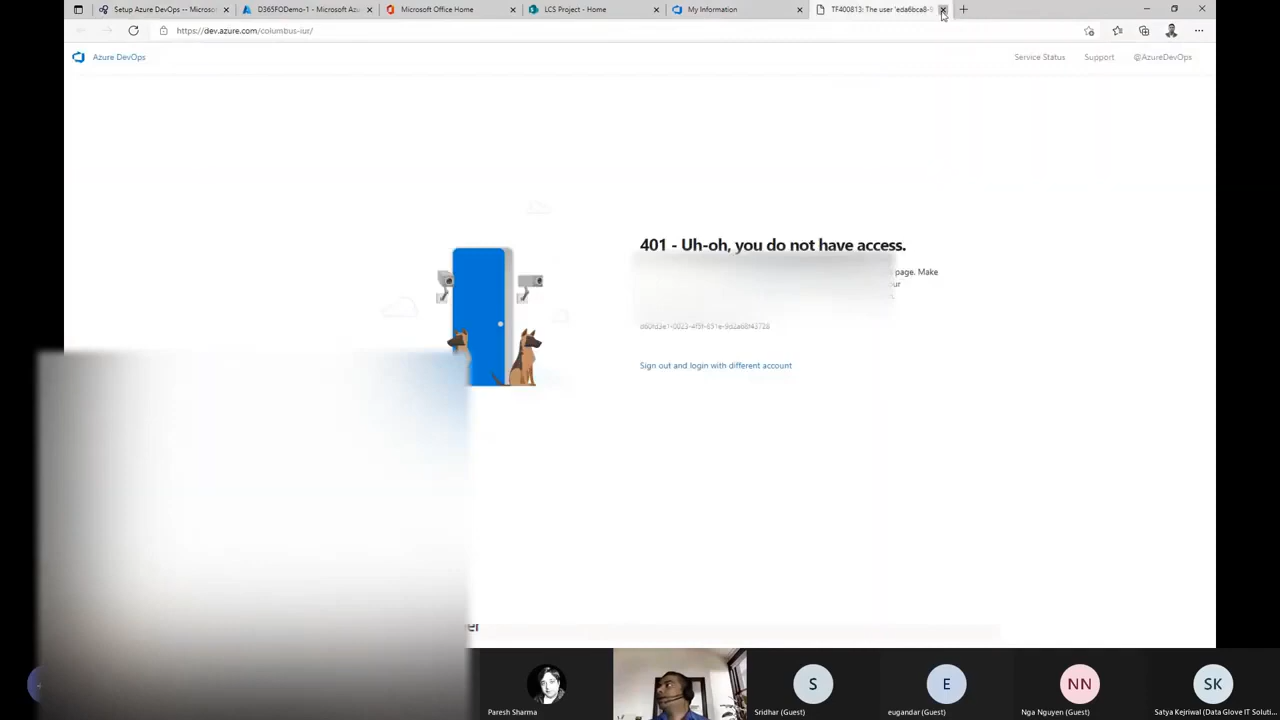 Setup Azure DevOps -- Microso
D365FODemo-1 - Microsoft Az
Microsoft Office Home
LCS Project - Home
My Information
TF400813: The user 'eda6bca8-9
https://dev.azure.com/columbus-iur/
Azure DevOps
Service Status
Support
@AzureDevOps
401 - Uh-oh, you do not have access.
page. Make
Sign out and login with different account
Paresh Sharma
S
Sridhar (Guest)
E
eugandar (Guest)
NN
Nga Nguyen (Guest)
SK
Satya Kejriwal (Data Glove IT Soluti...